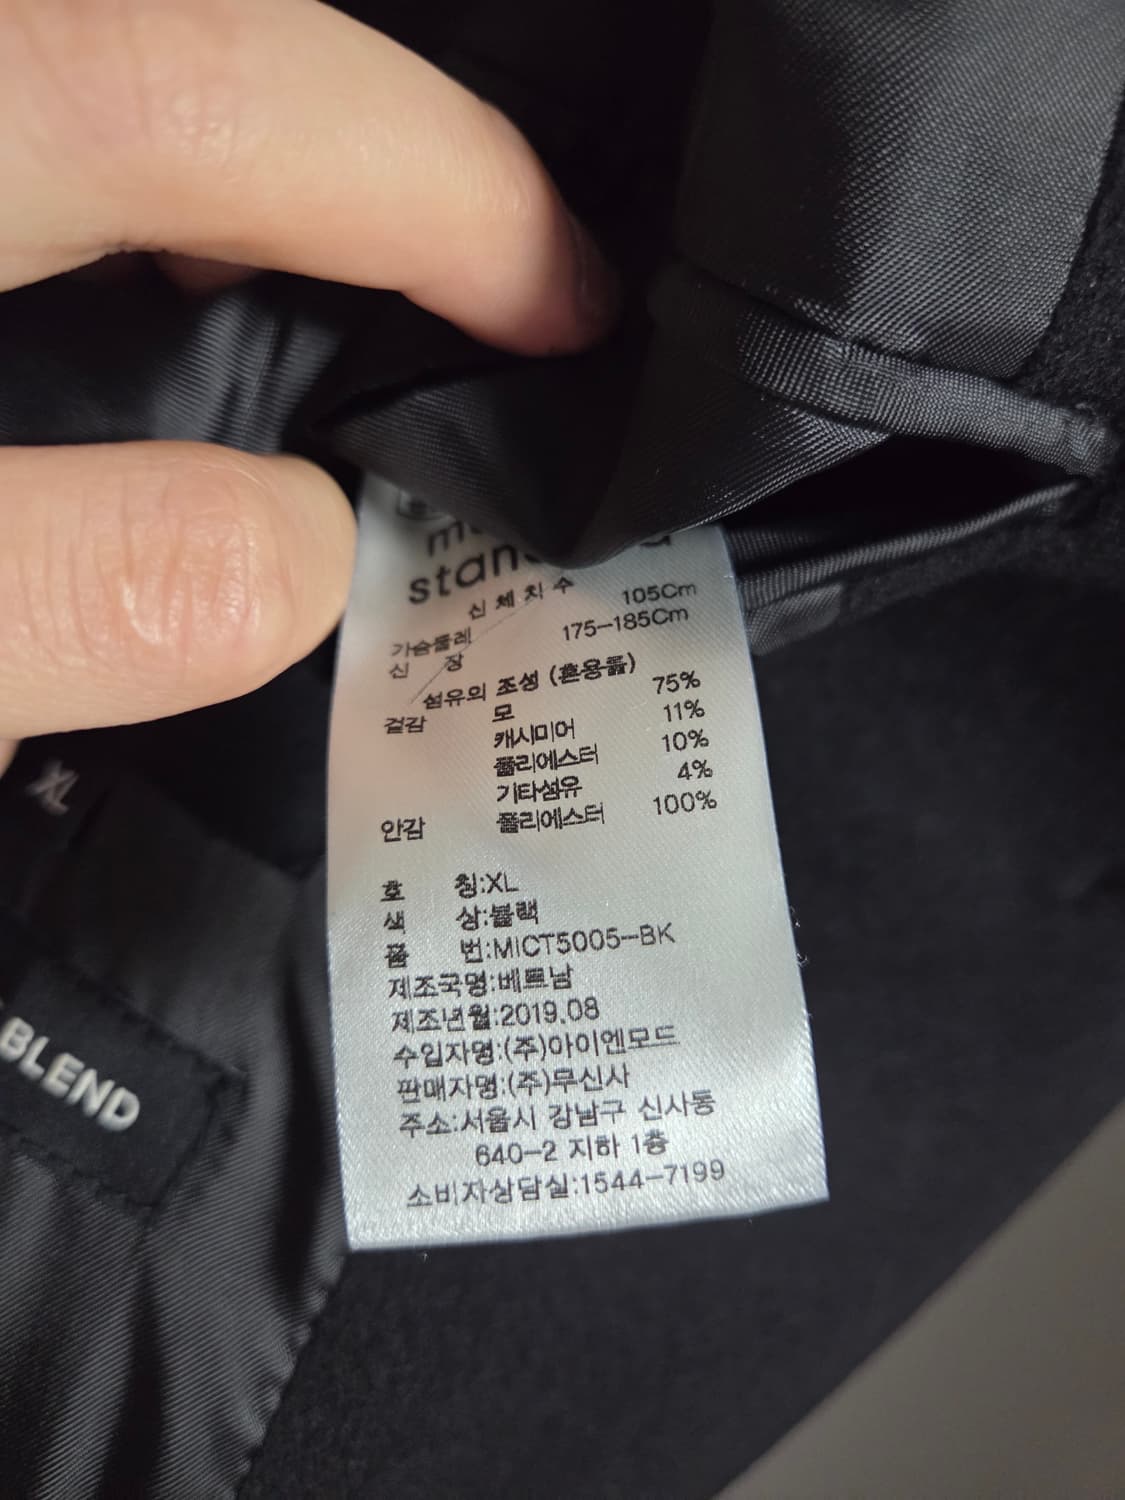 stan
신 체 치 수
가슴둘레 105Cm
신 장 175-185Cm
섬유의 조성 (혼용률)
겉감 모 75%
캐시미어 11%
폴리에스터 10%
기타섬유 4%
안감 폴리에스터 100%
호 칭:XL
색 상:블랙
품 번:MICT5005-BK
제조국명:베트남
제조년월:2019.08
수입자명:(주)아이엔모드
판매자명:(주)무신사
주소:서울시 강남구 신사동
640-2 지하 1층
소비자상담실:1544-7199
XL
BLEND